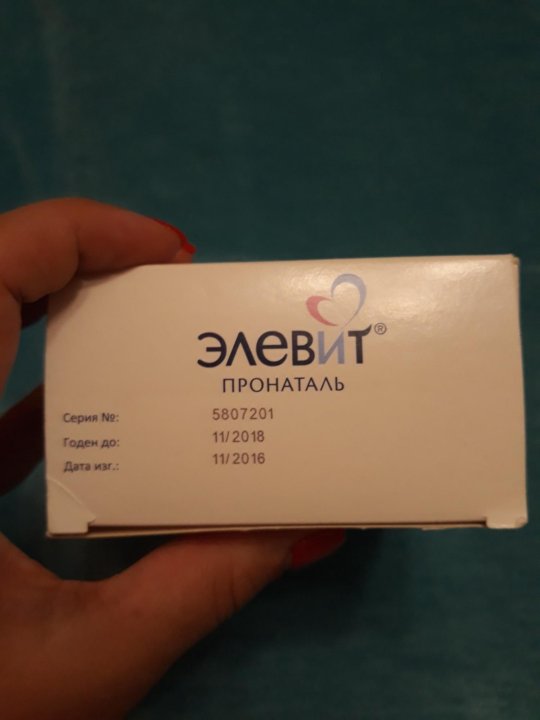 элевит®
ПРОНАТАЛЬ
Серия №: 5807201
Годен до: 11/2018
Дата изг.: 11/2016